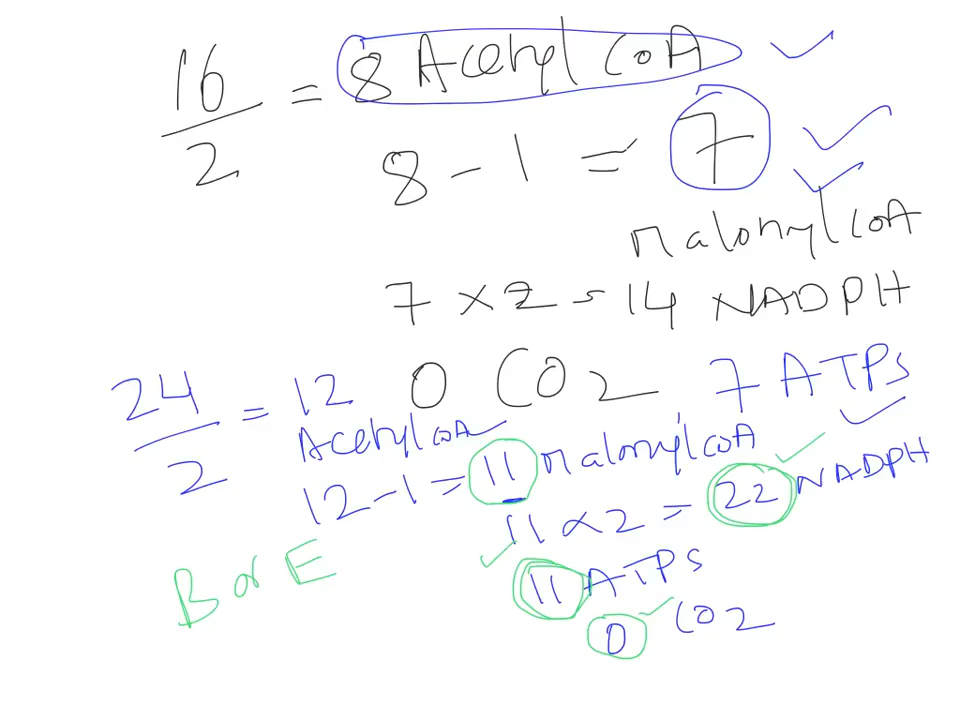 16/2 = 8 Acetyl CoA
8 - 1 = 7
malonyl CoA
7 x 2 = 14 NADPH
0 CO2 7 ATPs
24/2 = 12
Acetyl CoA
12 - 1 = 11 malonyl CoA
11 x 2 = 22 NADPH
B or E
11 ATPs
0 CO2